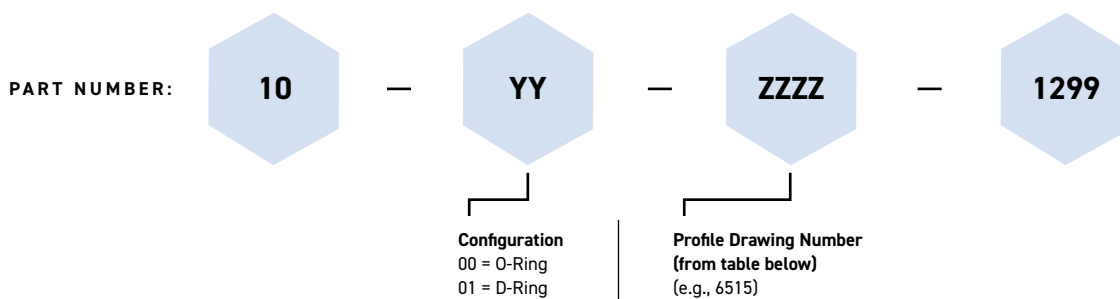 PART NUMBER: 10 — YY — ZZZZ — 1299
Configuration
00 = O-Ring
01 = D-Ring
Profile Drawing Number
(from table below)
(e.g., 6515)